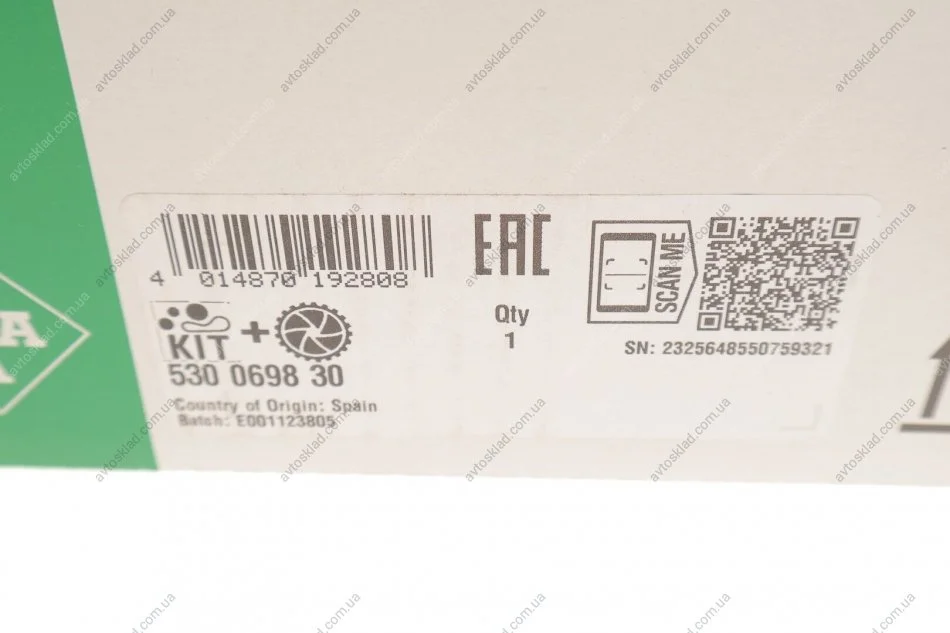 4 014870 192808
EAC
SCAN ME
Qty
1
SN: 2325648550759321
KIT +
530 0698 30
Country of Origin: Spain
Batch: E001123805
A
avtosklad.com.ua